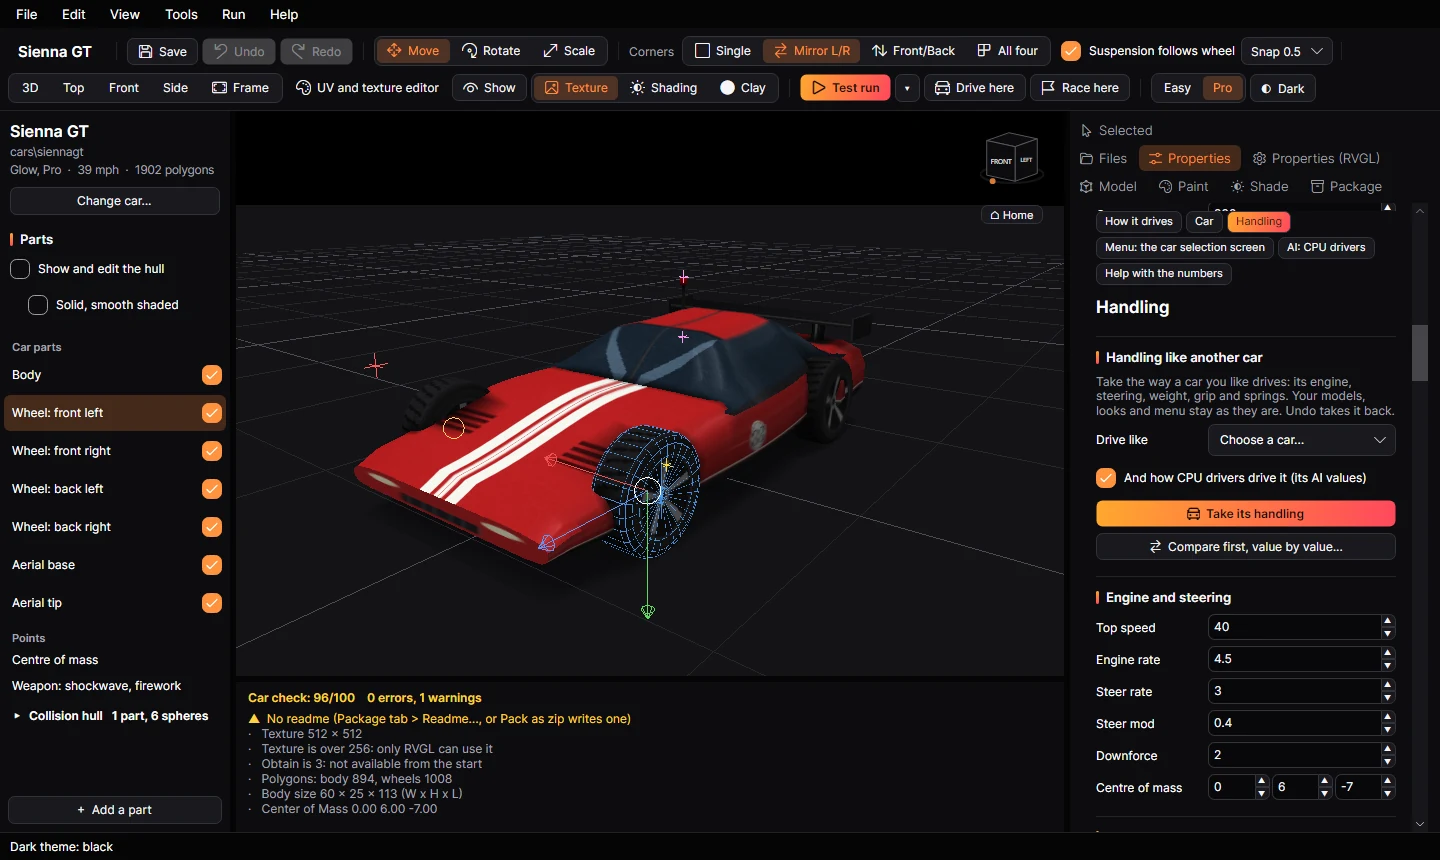 File Edit View Tools Run Help
Sienna GT Save Undo Redo Move Rotate Scale Corners Single Mirror L/R Front/Back All four Suspension follows wheel Snap 0.5
3D Top Front Side Frame UV and texture editor Show Texture Shading Clay Test run Drive here Race here Easy Pro Dark
Sienna GT
cars\siennagt
Glow, Pro · 39 mph · 1902 polygons
Change car...
Parts
Show and edit the hull
Solid, smooth shaded
Car parts
Body
Wheel: front left
Wheel: front right
Wheel: back left
Wheel: back right
Aerial base
Aerial tip
Points
Centre of mass
Weapon: shockwave, firework
Collision hull 1 part, 6 spheres
+ Add a part
FRONT LEFT
Home
Car check: 96/100 0 errors, 1 warnings
No readme (Package tab > Readme..., or Pack as zip writes one)
· Texture 512 × 512
· Texture is over 256: only RVGL can use it
· Obtain is 3: not available from the start
· Polygons: body 894, wheels 1008
· Body size 60 × 25 × 113 (W x H x L)
· Center of Mass 0.00 6.00 -7.00
Selected
Files Properties Properties (RVGL)
Model Paint Shade Package
How it drives Car Handling
Menu: the car selection screen AI: CPU drivers
Help with the numbers
Handling
Handling like another car
Take the way a car you like drives: its engine,
steering, weight, grip and springs. Your models,
looks and menu stay as they are. Undo takes it back.
Drive like Choose a car...
And how CPU drivers drive it (its AI values)
Take its handling
Compare first, value by value...
Engine and steering
Top speed 40
Engine rate 4.5
Steer rate 3
Steer mod 0.4
Downforce 2
Centre of mass 0 6 -7
Dark theme: black